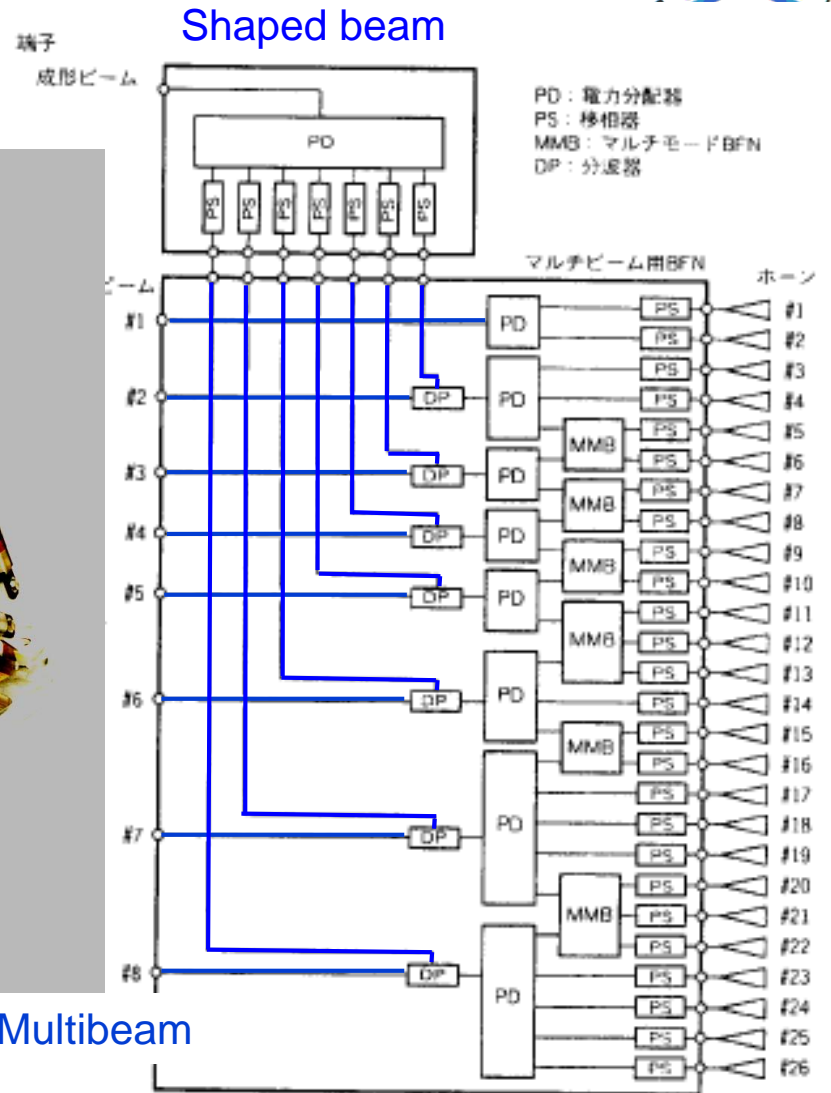 Shaped beam
端子
成形ビーム
PD：電力分配器
PS：移相器
MMB：マルチモードBFN
DP：分波器
PD
PS PS PS PS PS PS PS
マルチビーム用BFN
ホーン
ーム
#1 PD PS #1
PS #2
PS #3
#2 DP PD PS #4
MMB PS #5
PS #6
#3 DP PD PS #7
MMB PS #8
#4 DP PD PS #9
MMB PS #10
#5 DP PD PS #11
MMB PS #12
PS #13
#6 DP PD PS #14
MMB PS #15
PS #16
PS #17
#7 DP PD PS #18
PS #19
PS #20
MMB PS #21
PS #22
#8 DP PS #23
PD PS #24
PS #25
PS #26
Multibeam